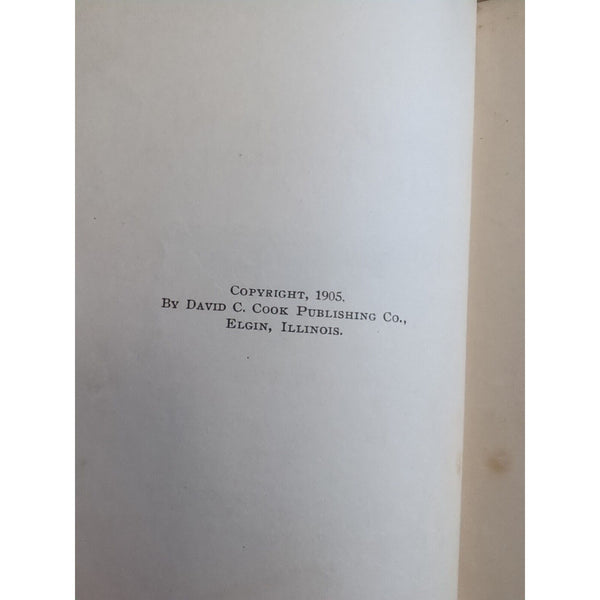 Copyright, 1905.
By David C. Cook Publishing Co.,
Elgin, Illinois.